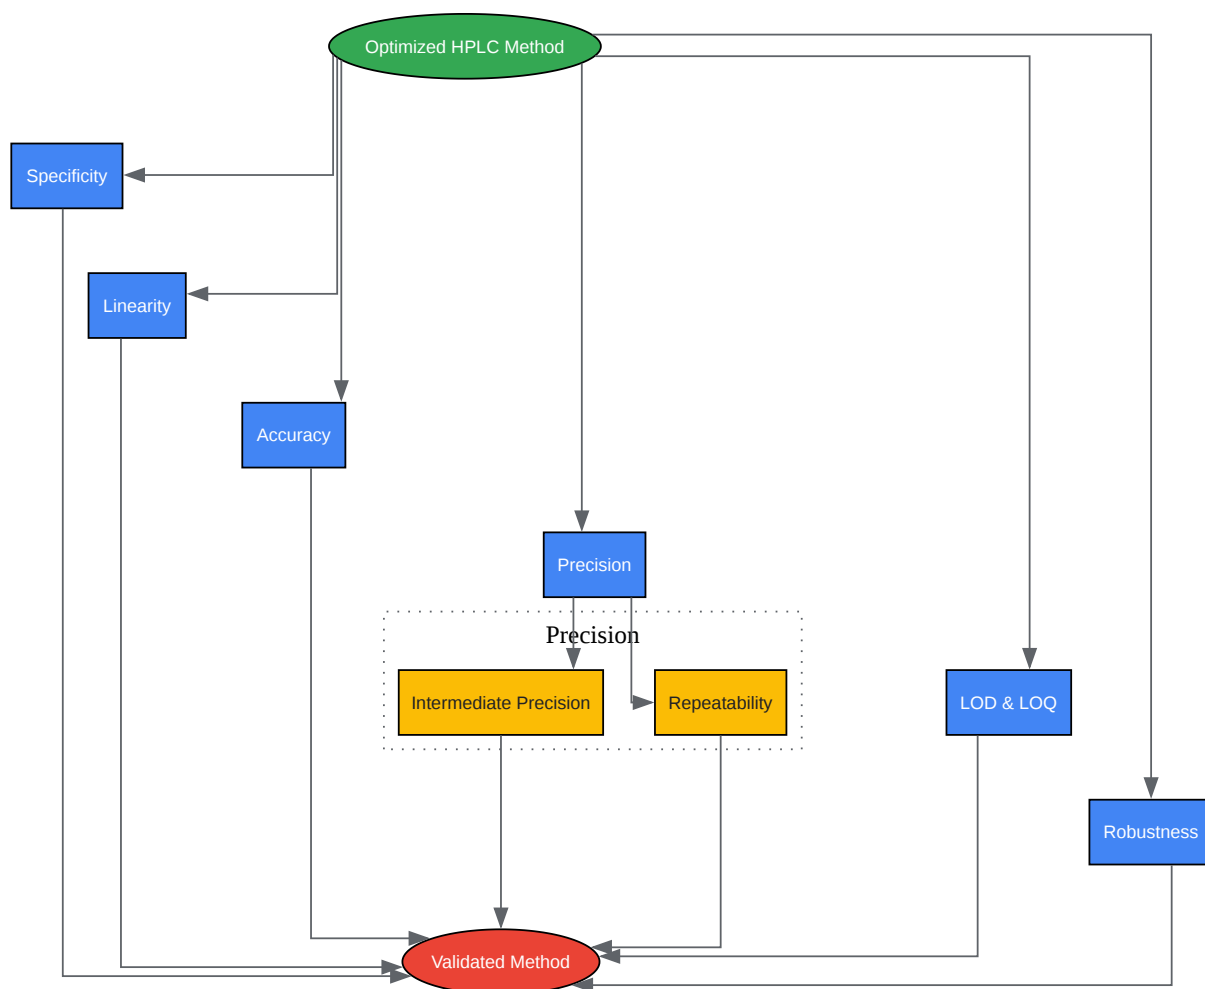 Optimized HPLC Method
Specificity
Linearity
Accuracy
Precision
Precision
Intermediate Precision
Repeatability
LOD & LOQ
Robustness
Validated Method